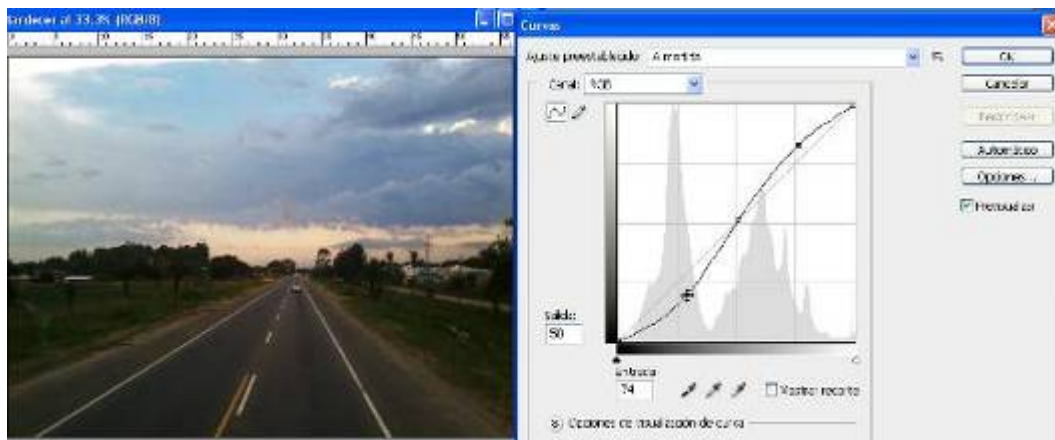 al 33,3% (RGB/8)
Curvas
Ajuste preestablecido: A medida
Canal: RGB
OK
Cancelar
Automático
Opciones...
Previsualizar
Salida:
50
Entrada:
74
Mostrar recorte
Opciones de visualización de curva